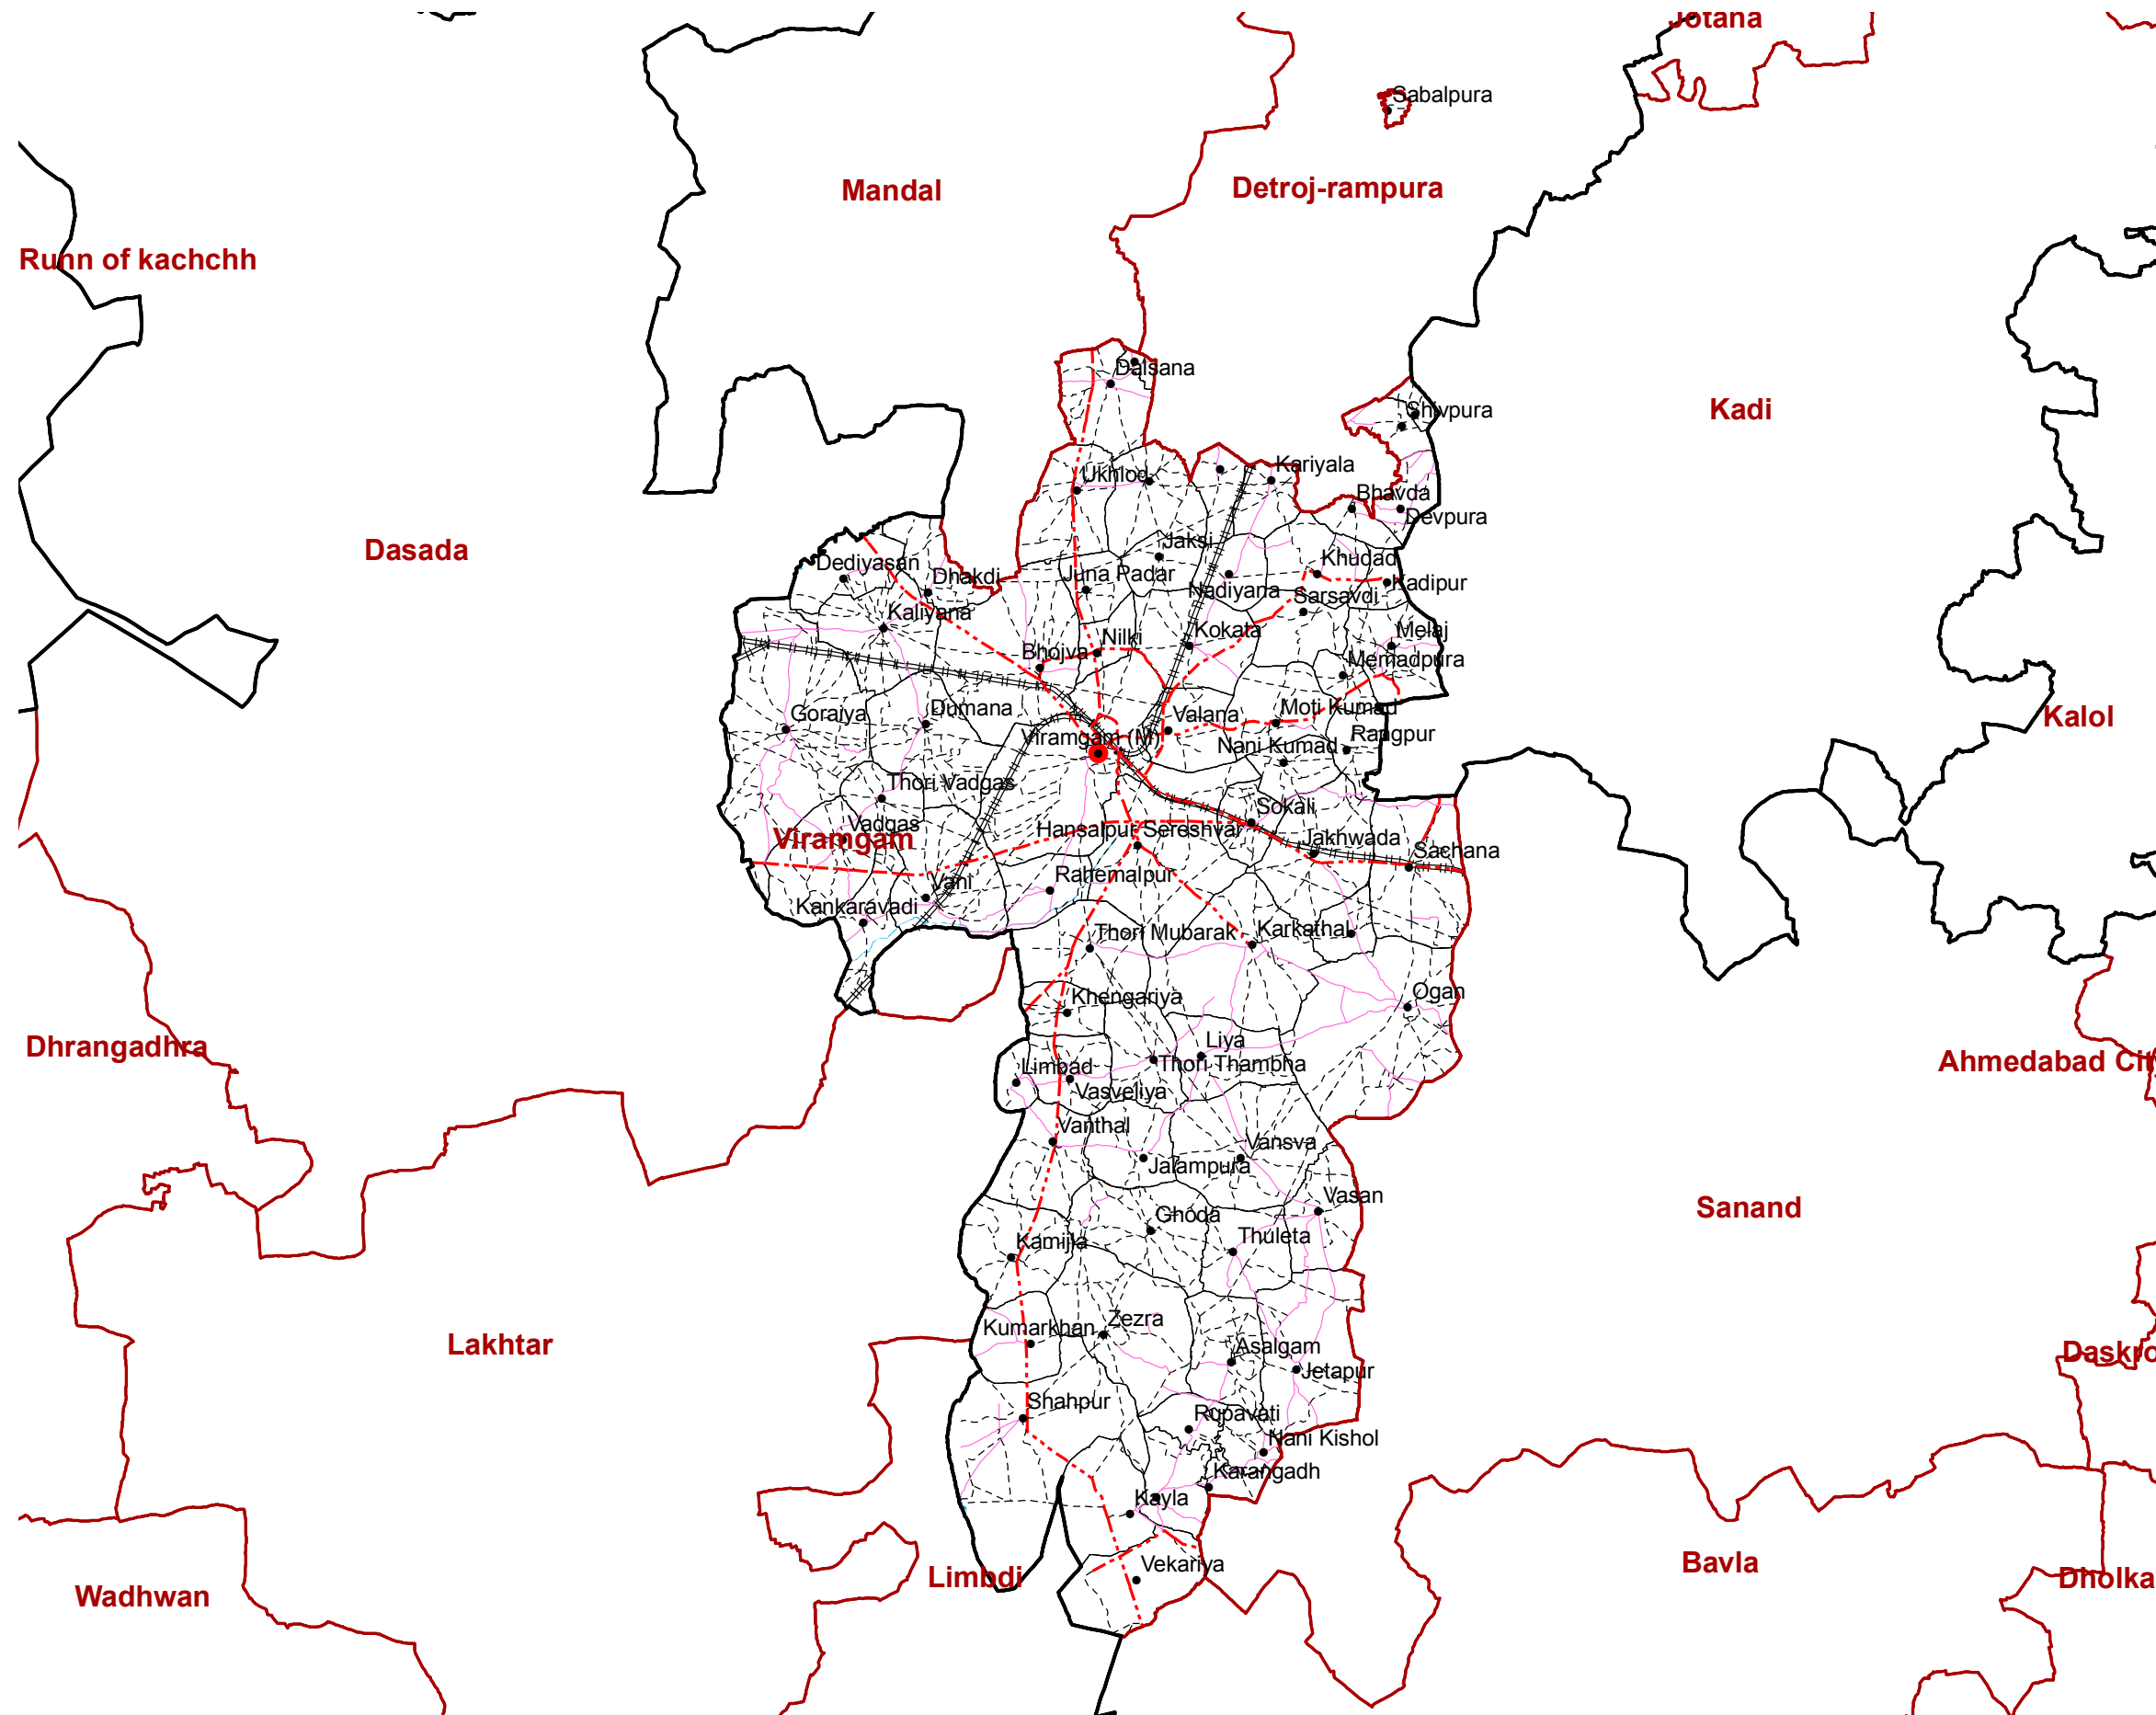 Jotana
Sabalpura
Mandal
Detroj-rampura
Runn of kachchh
Dalsana
Shivpura
Kadi
Ukhlod
Kariyala
Bhavda
Devpura
Dasada
Jaksi
Khudad
Dediyasan
Dhakdi
Juna Padar
Nadiyana
Kadipur
Sarsavdi
Kaliyana
Nilki
Kokata
Melaj
Bhojva
Memadpura
Goraiya
Dumana
Valana
Moti Kumad
Kalol
Viramgam (M)
Nani Kumad
Rangpur
Thori Vadgas
Sokali
Vadgas
Viramgam
Hansalpur Sereshvar
Jakhwada
Sachana
Rahemalpur
Vani
Kankaravadi
Thori Mubarak
Karkathal
Khengariya
Ogan
Dhrangadhra
Liya
Limbad
Thori Thambha
Ahmedabad Cit
Vasveliya
Vanthal
Vansva
Jalampura
Vasan
Sanand
Ghoda
Thuleta
Kamijla
Zezra
Kumarkhan
Lakhtar
Asalgam
Jetapur
Daskro
Shahpur
Rupavati
Nani Kishol
Karangadh
Kayla
Vekariya
Bavla
Limbdi
Dholka
Wadhwan